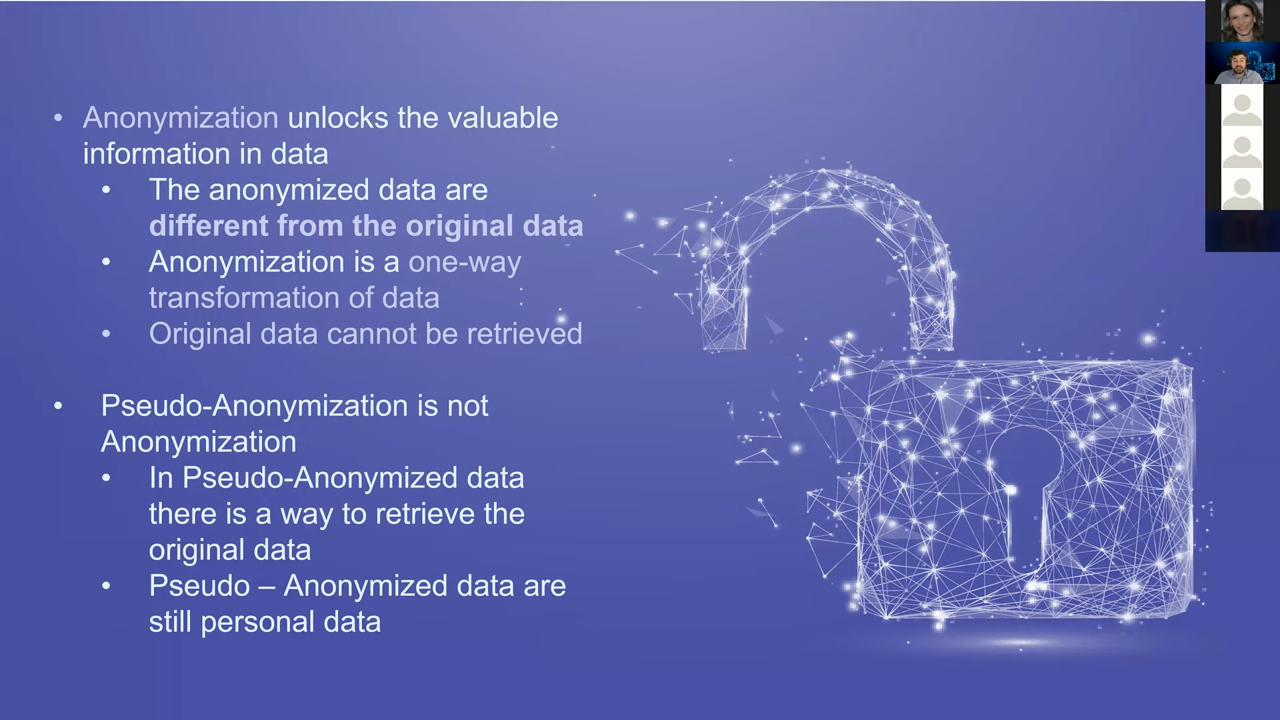 • Anonymization unlocks the valuable
information in data
• The anonymized data are
different from the original data
• Anonymization is a one-way
transformation of data
• Original data cannot be retrieved
• Pseudo-Anonymization is not
Anonymization
• In Pseudo-Anonymized data
there is a way to retrieve the
original data
• Pseudo – Anonymized data are
still personal data